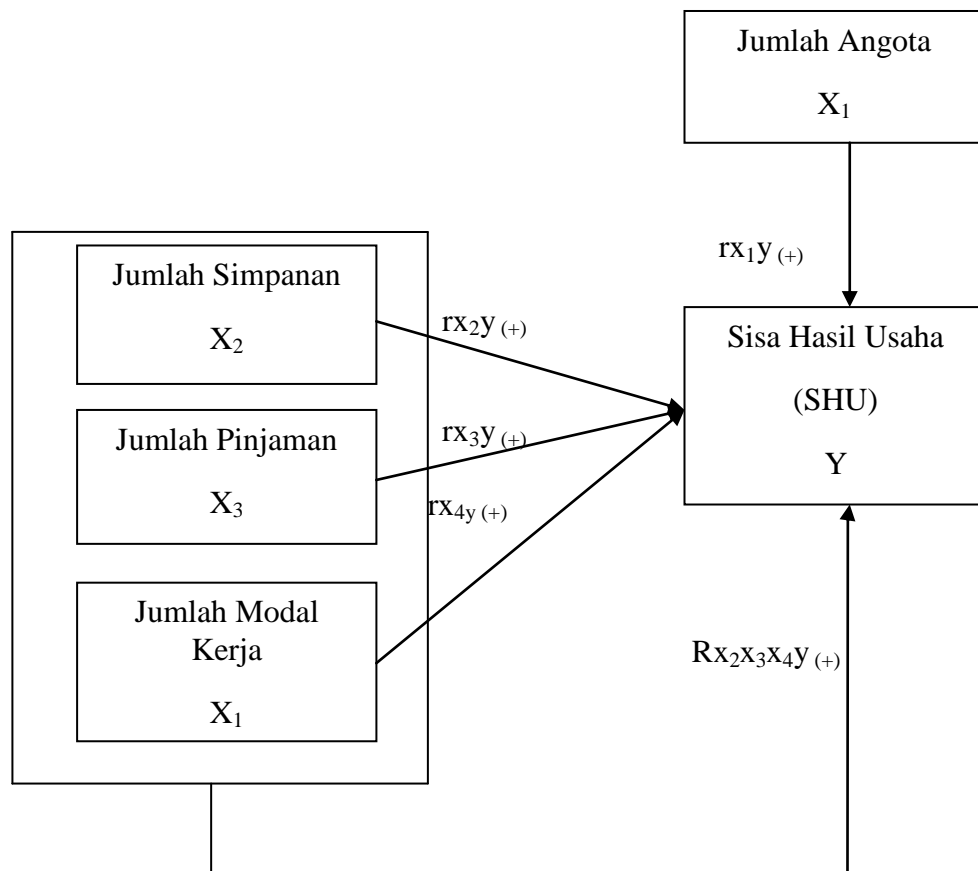 Jumlah Angota
X₁
rx₁y (+)
Jumlah Simpanan
X₂
rx₂y (+)
Sisa Hasil Usaha
(SHU)
Y
Jumlah Pinjaman
X₃
rx₃y (+)
rx₄y (+)
Jumlah Modal
Kerja
X₁
Rx₂x₃x₄y (+)